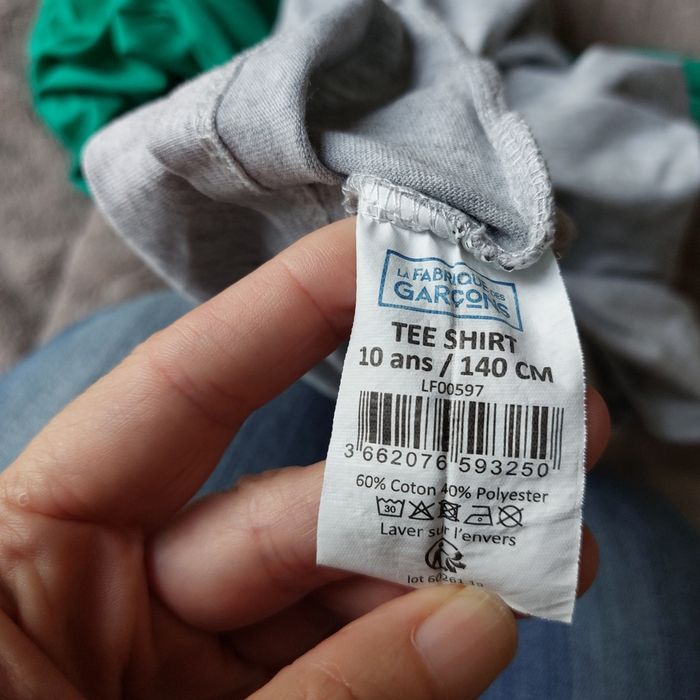 LA FABRIQUE DES
GARÇONS
TEE SHIRT
10 ans / 140 CM
LF00597
3 662076 593250
60% Coton 40% Polyester
30
Laver sur l'envers
lot